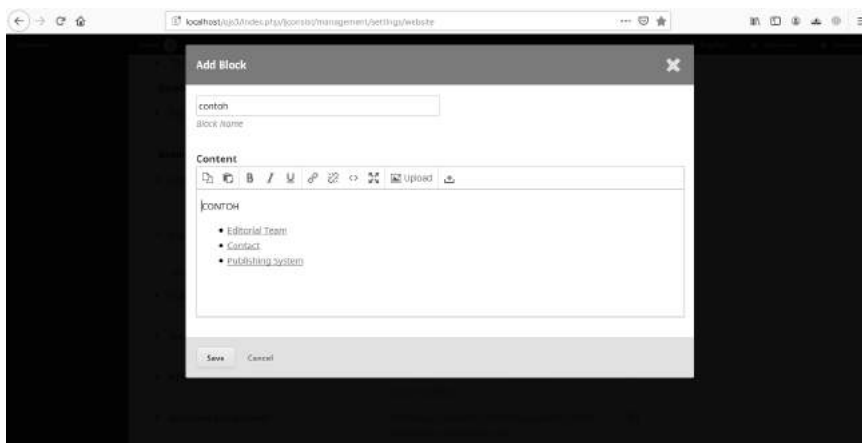 localhost/ojs3/index.php/jconsis/management/settings/website
Add Block
contoh
Block Name
Content
B I U Upload
CONTOH
Editorial Team
Contact
Publishing System
Save Cancel